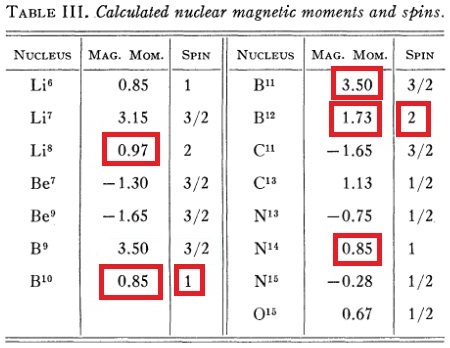 TABLE III. Calculated nuclear magnetic moments and spins.
NUCLEUS MAG. MOM. SPIN NUCLEUS MAG. MOM. SPIN
Li⁶ 0.85 1 B¹¹ 3.50 3/2
Li⁷ 3.15 3/2 B¹² 1.73 2
Li⁸ 0.97 2 C¹¹ −1.65 3/2
Be⁷ −1.30 3/2 C¹³ 1.13 1/2
Be⁹ −1.65 3/2 N¹³ −0.75 1/2
B⁹ 3.50 3/2 N¹⁴ 0.85 1
B¹⁰ 0.85 1 N¹⁵ −0.28 1/2
O¹⁵ 0.67 1/2